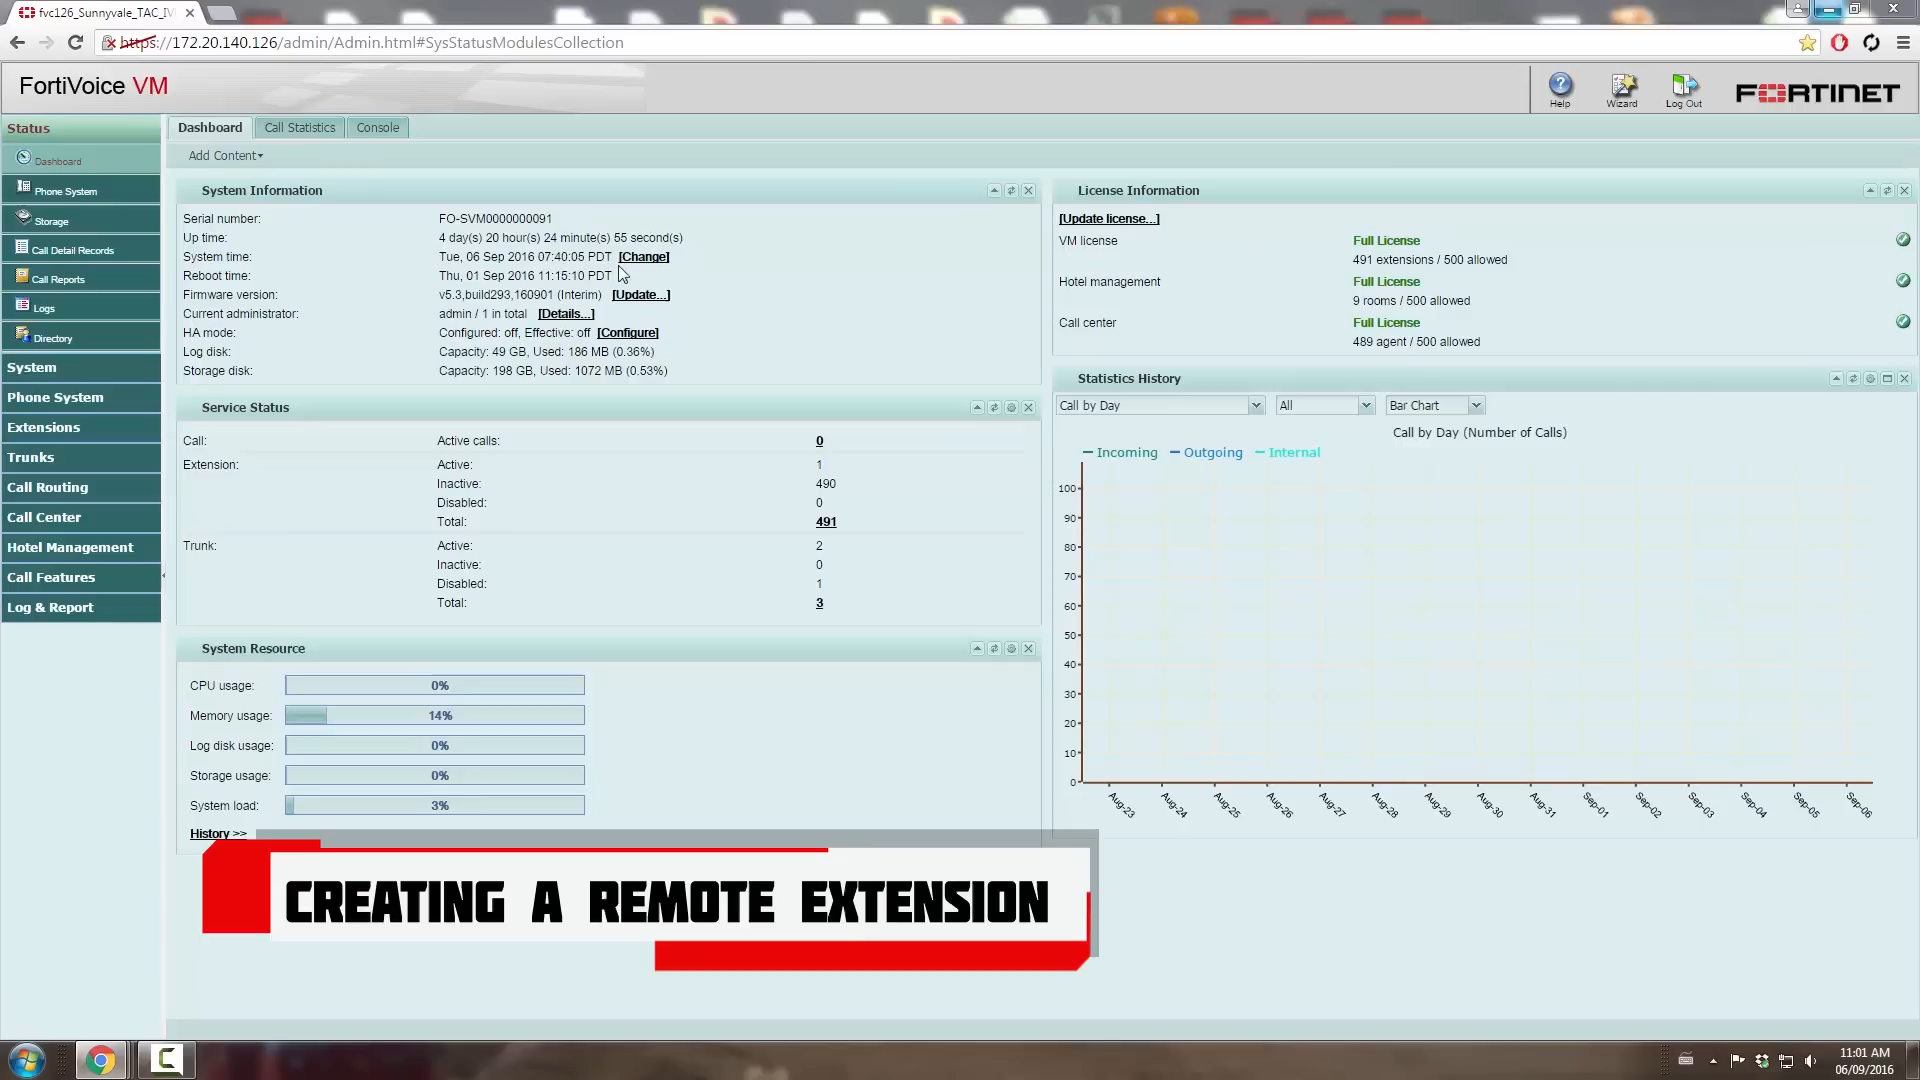 fvc126_Sunnyvale_TAC_IV
https://172.20.140.126/admin/Admin.html#SysStatusModulesCollection
FortiVoice VM
Help
Wizard
Log Out
FORTINET
Status
Dashboard
Phone System
Storage
Call Detail Records
Call Reports
Logs
Directory
System
Phone System
Extensions
Trunks
Call Routing
Call Center
Hotel Management
Call Features
Log & Report
Dashboard Call Statistics Console
Add Content
System Information
Serial number: FO-SVM0000000091
Up time: 4 day(s) 20 hour(s) 24 minute(s) 55 second(s)
System time: Tue, 06 Sep 2016 07:40:05 PDT [Change]
Reboot time: Thu, 01 Sep 2016 11:15:10 PDT
Firmware version: v5.3,build293,160901 (Interim) [Update...]
Current administrator: admin / 1 in total [Details...]
HA mode: Configured: off, Effective: off [Configure]
Log disk: Capacity: 49 GB, Used: 186 MB (0.36%)
Storage disk: Capacity: 198 GB, Used: 1072 MB (0.53%)
Service Status
Call: Active calls: 0
Extension: Active: 1
Inactive: 490
Disabled: 0
Total: 491
Trunk: Active: 2
Inactive: 0
Disabled: 1
Total: 3
System Resource
CPU usage: 0%
Memory usage: 14%
Log disk usage: 0%
Storage usage: 0%
System load: 3%
History >>
License Information
[Update license...]
VM license Full License
491 extensions / 500 allowed
Hotel management Full License
9 rooms / 500 allowed
Call center Full License
489 agent / 500 allowed
Statistics History
Call by Day All Bar Chart
Call by Day (Number of Calls)
Incoming Outgoing Internal
100
90
80
70
60
50
40
30
20
10
0
Aug-23 Aug-24 Aug-25 Aug-26 Aug-27 Aug-28 Aug-29 Aug-30 Aug-31 Sep-01 Sep-02 Sep-03 Sep-04 Sep-05 Sep-06
CREATING A REMOTE EXTENSION
11:01 AM
06/09/2016